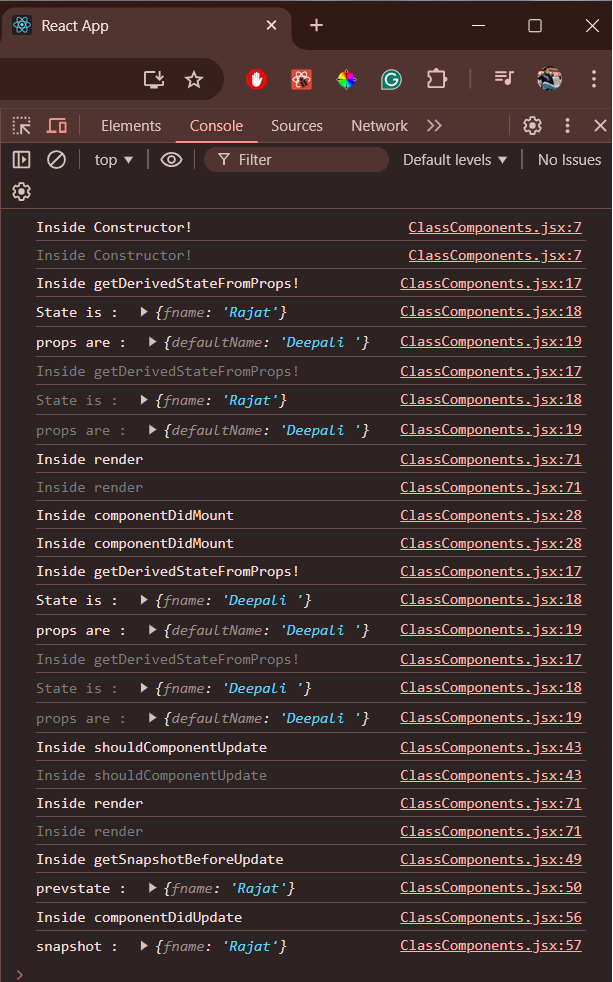 React App
Elements Console Sources Network
top Filter Default levels No Issues
Inside Constructor! ClassComponents.jsx:7
Inside Constructor! ClassComponents.jsx:7
Inside getDerivedStateFromProps! ClassComponents.jsx:17
State is : {fname: 'Rajat'} ClassComponents.jsx:18
props are : {defaultName: 'Deepali '} ClassComponents.jsx:19
Inside getDerivedStateFromProps! ClassComponents.jsx:17
State is : {fname: 'Rajat'} ClassComponents.jsx:18
props are : {defaultName: 'Deepali '} ClassComponents.jsx:19
Inside render ClassComponents.jsx:71
Inside render ClassComponents.jsx:71
Inside componentDidMount ClassComponents.jsx:28
Inside componentDidMount ClassComponents.jsx:28
Inside getDerivedStateFromProps! ClassComponents.jsx:17
State is : {fname: 'Deepali '} ClassComponents.jsx:18
props are : {defaultName: 'Deepali '} ClassComponents.jsx:19
Inside getDerivedStateFromProps! ClassComponents.jsx:17
State is : {fname: 'Deepali '} ClassComponents.jsx:18
props are : {defaultName: 'Deepali '} ClassComponents.jsx:19
Inside shouldComponentUpdate ClassComponents.jsx:43
Inside shouldComponentUpdate ClassComponents.jsx:43
Inside render ClassComponents.jsx:71
Inside render ClassComponents.jsx:71
Inside getSnapshotBeforeUpdate ClassComponents.jsx:49
prevstate : {fname: 'Rajat'} ClassComponents.jsx:50
Inside componentDidUpdate ClassComponents.jsx:56
snapshot : {fname: 'Rajat'} ClassComponents.jsx:57